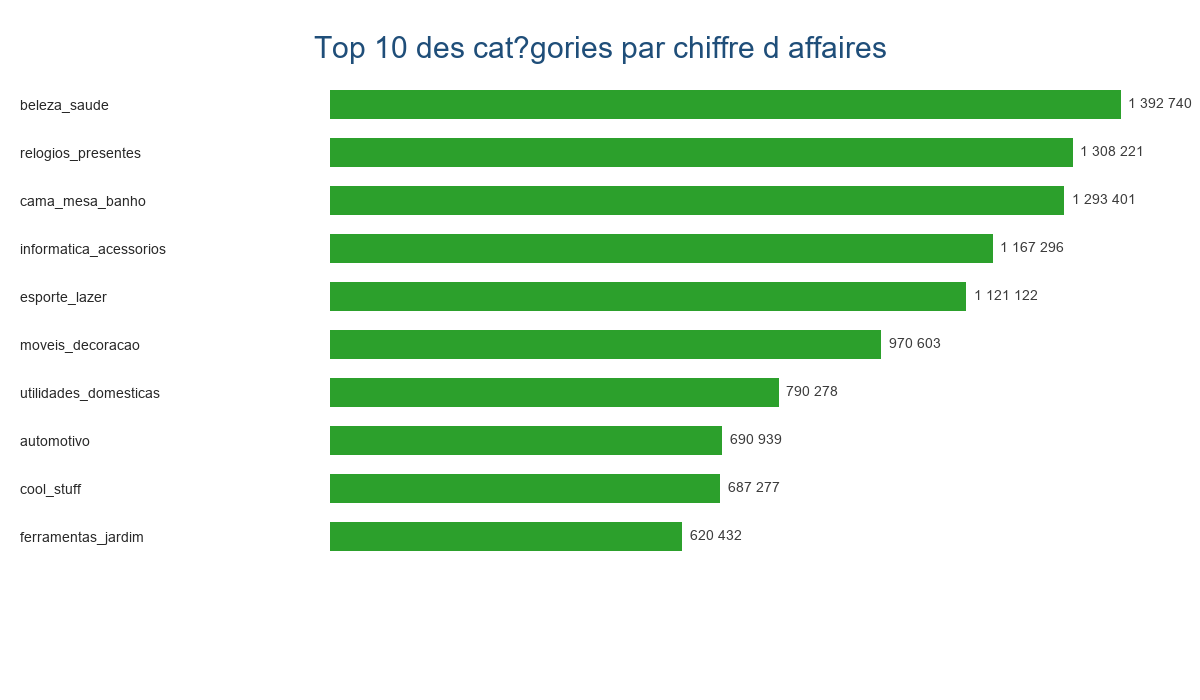 Top 10 des cat?gories par chiffre d affaires
beleza_saude 1 392 740
relogios_presentes 1 308 221
cama_mesa_banho 1 293 401
informatica_acessorios 1 167 296
esporte_lazer 1 121 122
moveis_decoracao 970 603
utilidades_domesticas 790 278
automotivo 690 939
cool_stuff 687 277
ferramentas_jardim 620 432